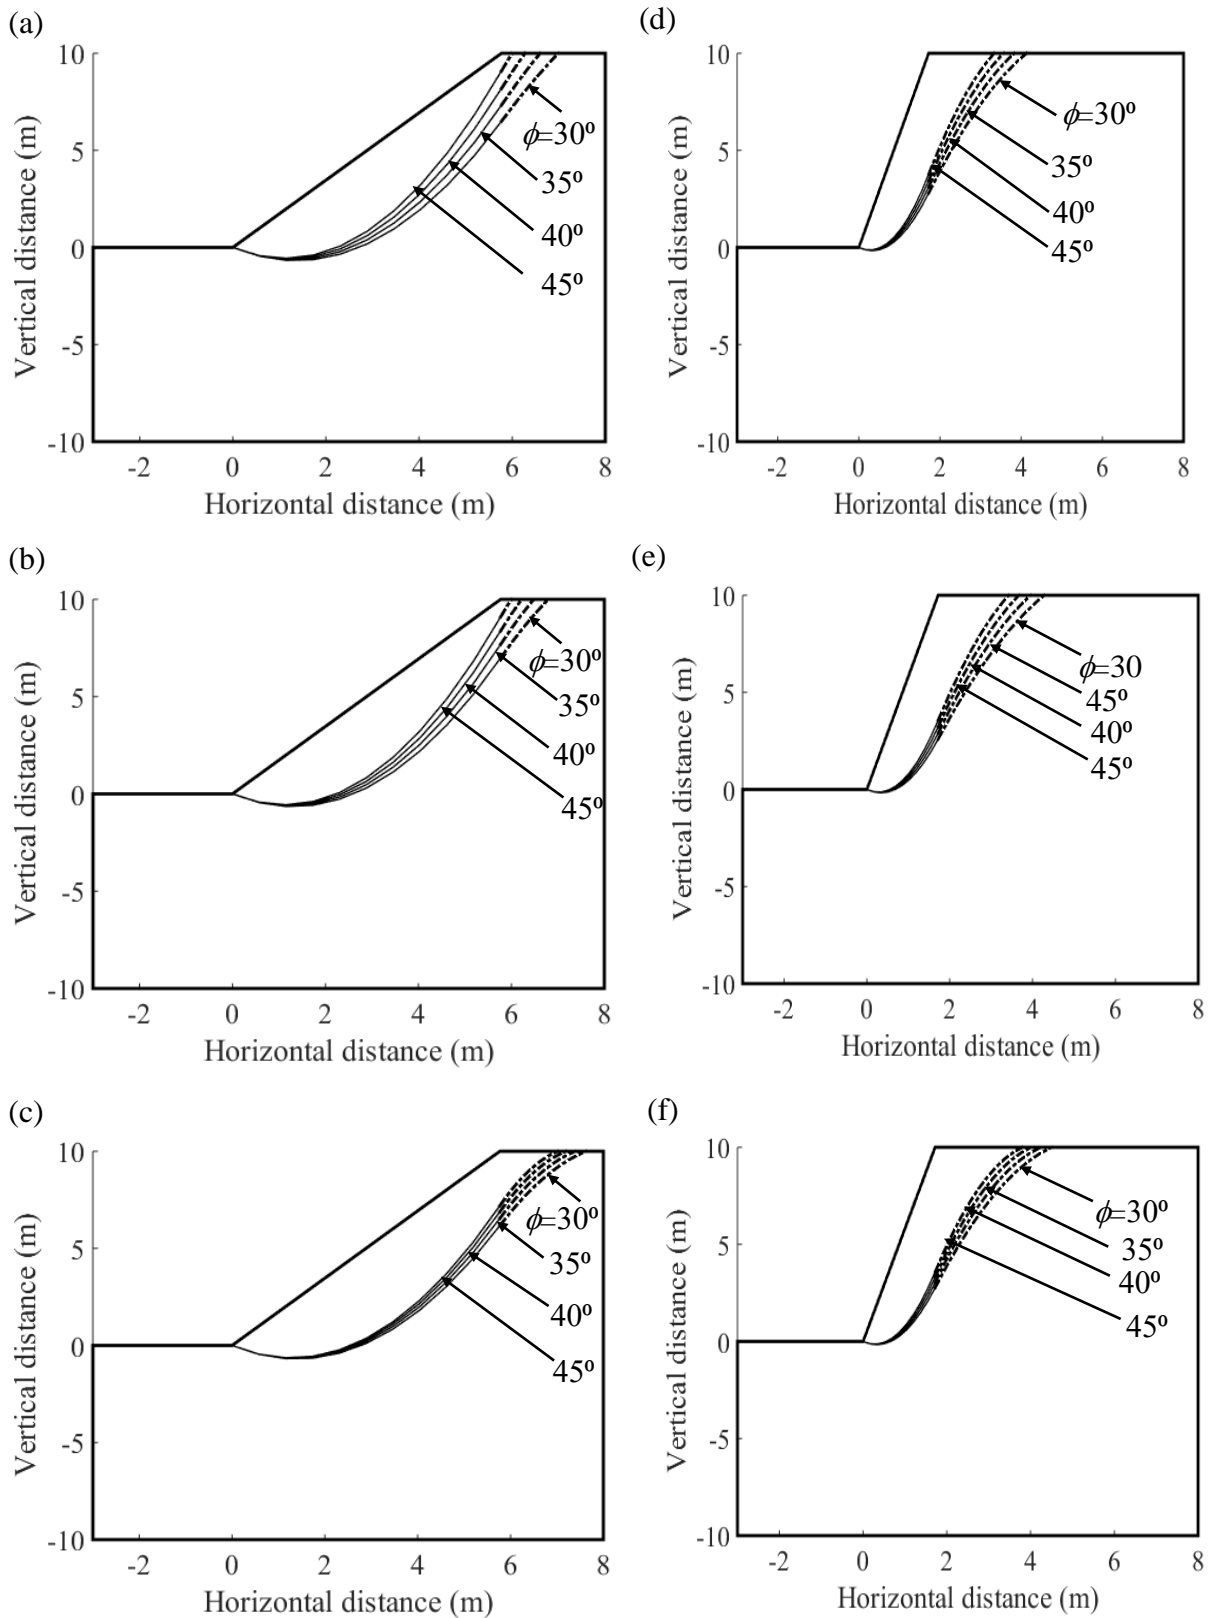 (a)
10
5
0
-5
-10
-2 0 2 4 6 8
Horizontal distance (m)
Vertical distance (m)
ϕ=30º
35º
40º
45º
(d)
10
5
0
-5
-10
-2 0 2 4 6 8
Horizontal distance (m)
Vertical distance (m)
ϕ=30º
35º
40º
45º
(b)
10
5
0
-5
-10
-2 0 2 4 6 8
Horizontal distance (m)
Vertical distance (m)
ϕ=30º
35º
40º
45º
(e)
10
5
0
-5
-10
-2 0 2 4 6 8
Horizontal distance (m)
Vertical distance (m)
ϕ=30
45º
40º
45º
(c)
10
5
0
-5
-10
-2 0 2 4 6 8
Horizontal distance (m)
Vertical distance (m)
ϕ=30º
35º
40º
45º
(f)
10
5
0
-5
-10
-2 0 2 4 6 8
Horizontal distance (m)
Vertical distance (m)
ϕ=30º
35º
40º
45º